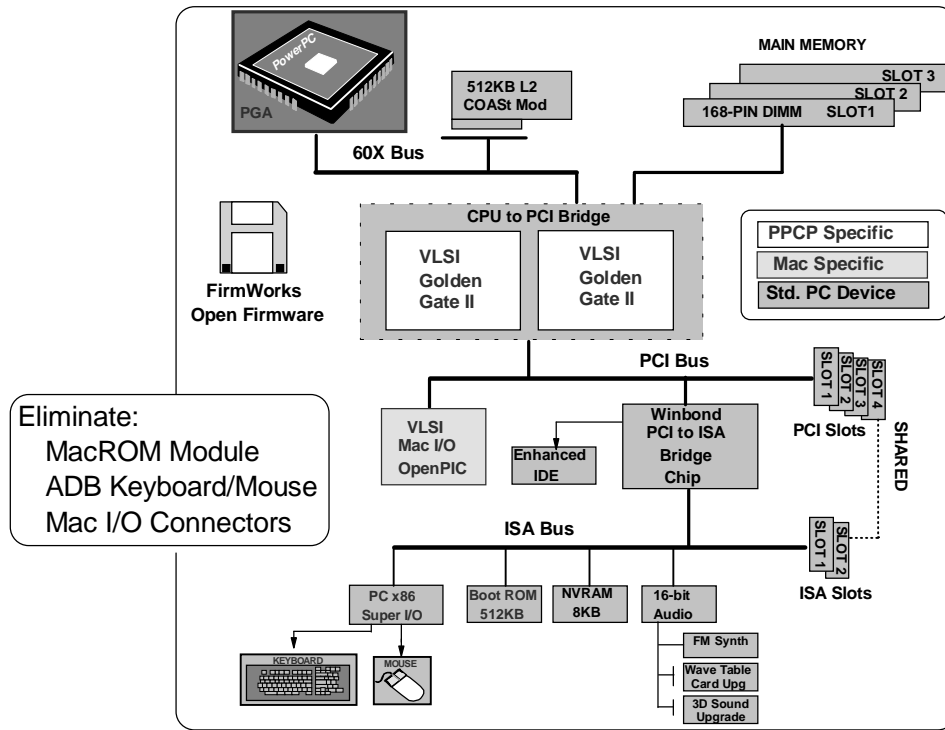 PowerPC
PGA
512KB L2
COASt Mod
MAIN MEMORY
SLOT 3
SLOT 2
168-PIN DIMM SLOT1
60X Bus
CPU to PCI Bridge
VLSI
Golden
Gate II
VLSI
Golden
Gate II
PPCP Specific
Mac Specific
Std. PC Device
FirmWorks
Open Firmware
PCI Bus
SLOT 1
SLOT 2
SLOT 3
SLOT 4
PCI Slots
SHARED
Eliminate:
MacROM Module
ADB Keyboard/Mouse
Mac I/O Connectors
VLSI
Mac I/O
OpenPIC
Enhanced
IDE
Winbond
PCI to ISA
Bridge
Chip
ISA Bus
SLOT 1
SLOT 2
ISA Slots
PC x86
Super I/O
Boot ROM
512KB
NVRAM
8KB
16-bit
Audio
KEYBOARD
MOUSE
FM Synth
Wave Table
Card Upg
3D Sound
Upgrade